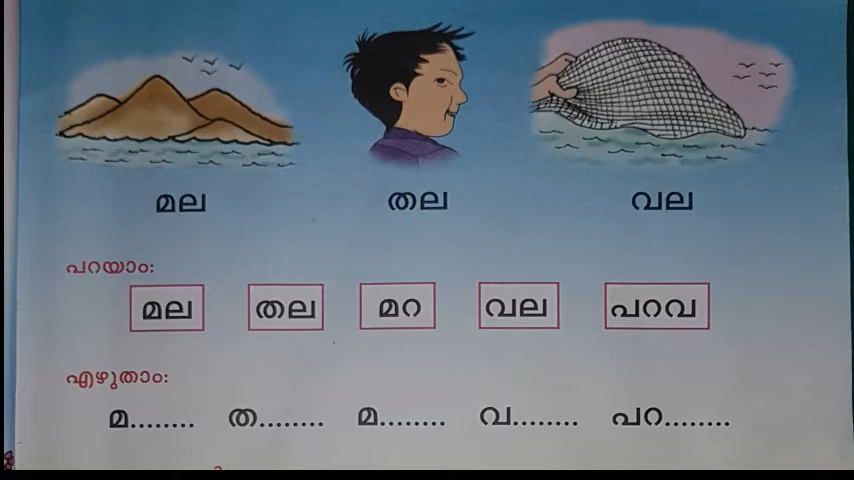 മല തല വല
പറയാം:
മല തല മറ വല പറവ
എഴുതാം:
മ........ ത........ മ........ വ........ പറ........